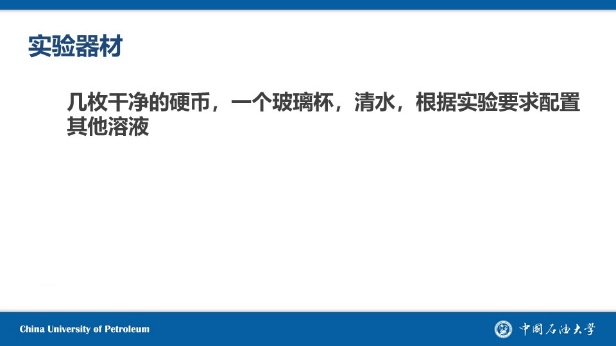 实验器材
几枚干净的硬币，一个玻璃杯，清水，根据实验要求配置
其他溶液
China University of Petroleum
中国石油大学